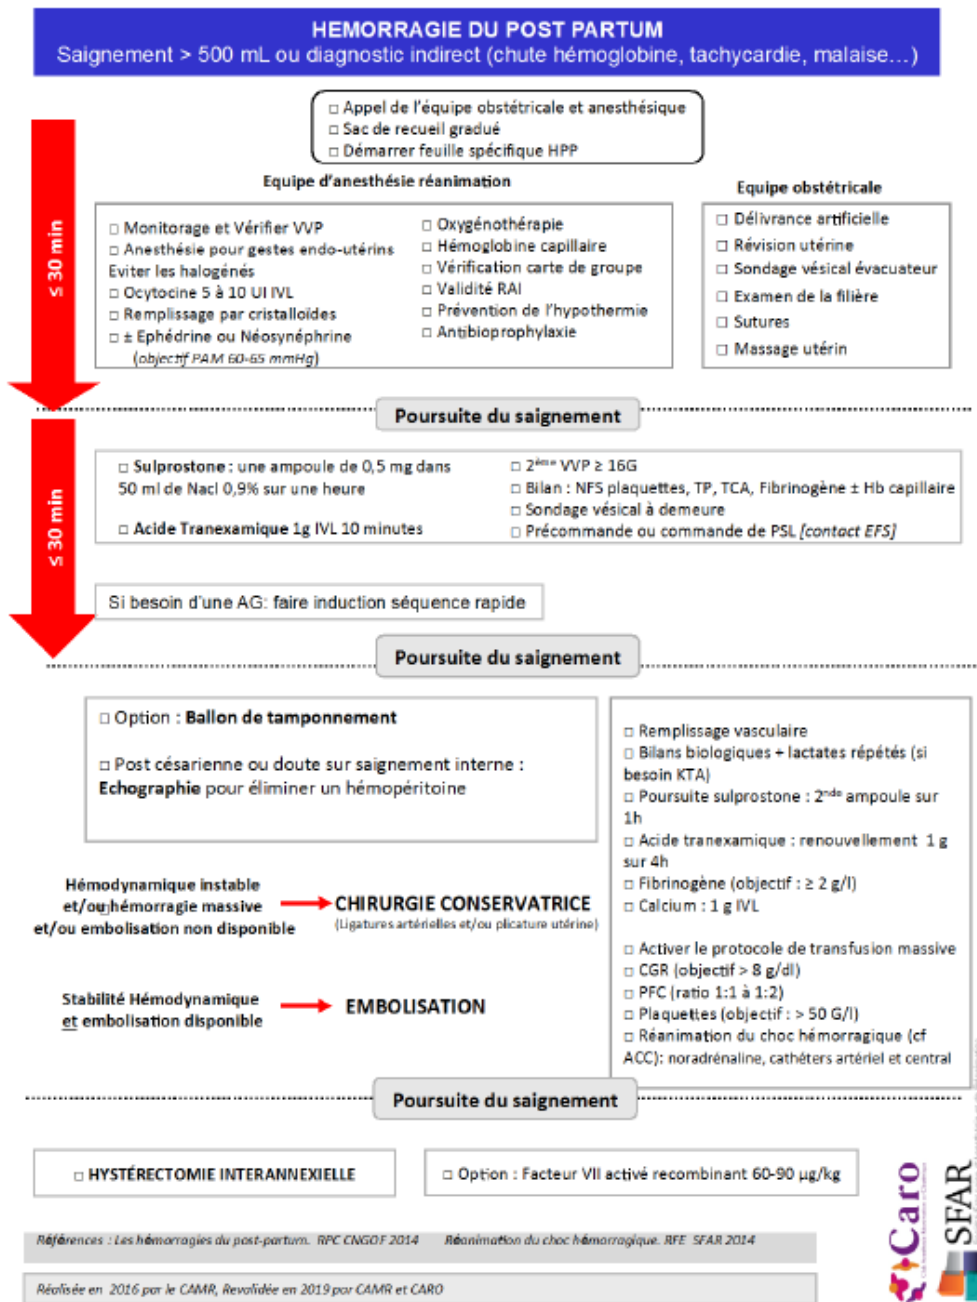 HEMORRAGIE DU POST PARTUM
Saignement > 500 mL ou diagnostic indirect (chute hémoglobine, tachycardie, malaise...)
□ Appel de l'équipe obstétricale et anesthésique
□ Sac de recueil gradué
□ Démarrer feuille spécifique HPP
≤ 30 min
Equipe d'anesthésie réanimation
□ Monitorage et Vérifier VVP
□ Anesthésie pour gestes endo-utérins
Eviter les halogénés
□ Ocytocine 5 à 10 UI IVL
□ Remplissage par cristalloïdes
□ ± Ephédrine ou Néosynéphrine
(objectif PAM 60-65 mmHg)
□ Oxygénothérapie
□ Hémoglobine capillaire
□ Vérification carte de groupe
□ Validité RAI
□ Prévention de l'hypothermie
□ Antibioprophylaxie
Equipe obstétricale
□ Délivrance artificielle
□ Révision utérine
□ Sondage vésical évacuateur
□ Examen de la filière
□ Sutures
□ Massage utérin
Poursuite du saignement
≤ 30 min
□ Sulprostone : une ampoule de 0,5 mg dans
50 ml de Nacl 0,9% sur une heure
□ Acide Tranexamique 1g IVL 10 minutes
□ 2ème VVP ≥ 16G
□ Bilan : NFS plaquettes, TP, TCA, Fibrinogène ± Hb capillaire
□ Sondage vésical à demeure
□ Précommande ou commande de PSL [contact EFS]
Si besoin d'une AG: faire induction séquence rapide
Poursuite du saignement
□ Option : Ballon de tamponnement
□ Post césarienne ou doute sur saignement interne :
Echographie pour éliminer un hémopéritoine
Hémodynamique instable
et/ou hémorragie massive
et/ou embolisation non disponible
CHIRURGIE CONSERVATRICE
(Ligatures artérielles et/ou plicature utérine)
Stabilité Hémodynamique
et embolisation disponible
EMBOLISATION
□ Remplissage vasculaire
□ Bilans biologiques + lactates répétés (si
besoin KTA)
□ Poursuite sulprostone : 2nde ampoule sur
1h
□ Acide tranexamique : renouvellement 1 g
sur 4h
□ Fibrinogène (objectif : ≥ 2 g/l)
□ Calcium : 1 g IVL
□ Activer le protocole de transfusion massive
□ CGR (objectif > 8 g/dl)
□ PFC (ratio 1:1 à 1:2)
□ Plaquettes (objectif : > 50 G/l)
□ Réanimation du choc hémorragique (cf
ACC): noradrénaline, cathéters artériel et central
Poursuite du saignement
□ HYSTÉRECTOMIE INTERANNEXIELLE
□ Option : Facteur VII activé recombinant 60-90 µg/kg
Références : Les hémorragies du post-partum. RPC CNGOF 2014 Réanimation du choc hémorragique. RFE SFAR 2014
Réalisée en 2016 par le CAMR, Revalidée en 2019 par CAMR et CARO
Caro
SFAR